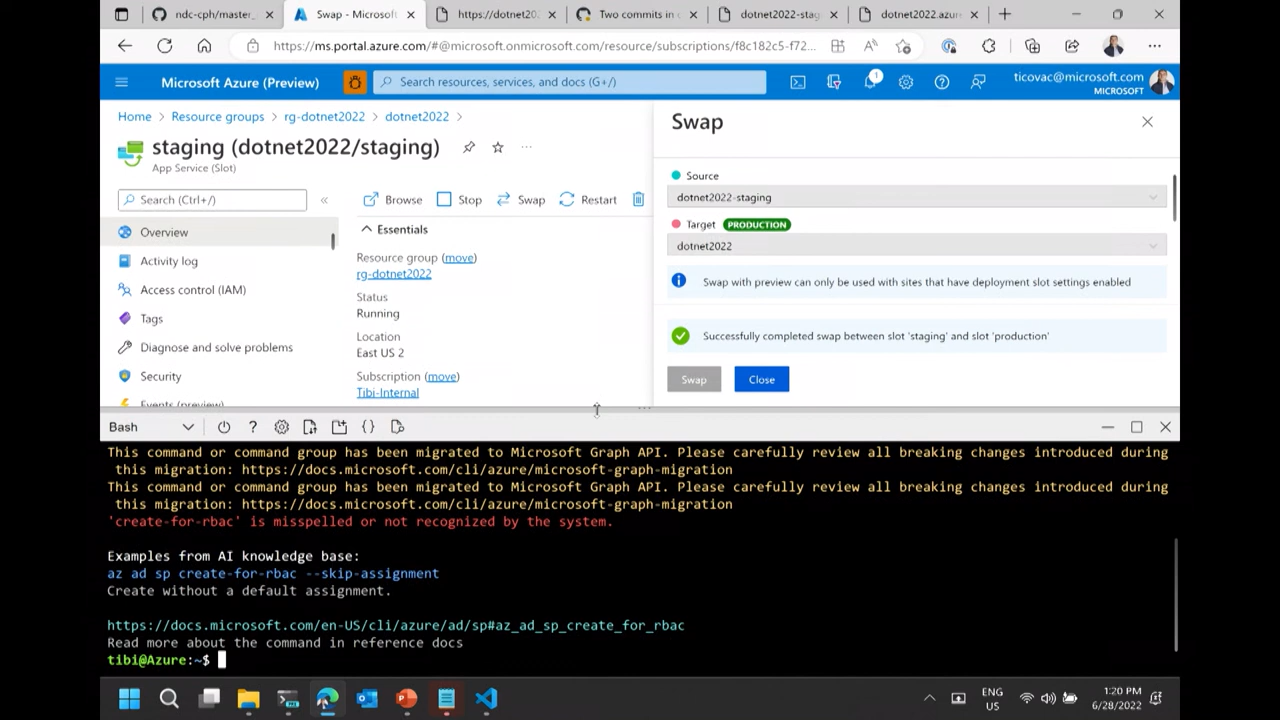 ndc-cph/master_
Swap - Microsof
https://dotnet20
Two commits in c
dotnet2022-stag
dotnet2022.azure
https://ms.portal.azure.com/#@microsoft.onmicrosoft.com/resource/subscriptions/f8c182c5-f72...
Microsoft Azure (Preview)
Search resources, services, and docs (G+/)
1
ticovac@microsoft.com
MICROSOFT
Home > Resource groups > rg-dotnet2022 > dotnet2022 >
staging (dotnet2022/staging)
App Service (Slot)
Search (Ctrl+/)
Overview
Activity log
Access control (IAM)
Tags
Diagnose and solve problems
Security
Events (preview)
Browse Stop Swap Restart
Essentials
Resource group (move)
rg-dotnet2022
Status
Running
Location
East US 2
Subscription (move)
Tibi-Internal
Swap
Source
dotnet2022-staging
Target PRODUCTION
dotnet2022
Swap with preview can only be used with sites that have deployment slot settings enabled
Successfully completed swap between slot 'staging' and slot 'production'
Swap Close
Bash
This command or command group has been migrated to Microsoft Graph API. Please carefully review all breaking changes introduced during
this migration: https://docs.microsoft.com/cli/azure/microsoft-graph-migration
This command or command group has been migrated to Microsoft Graph API. Please carefully review all breaking changes introduced during
this migration: https://docs.microsoft.com/cli/azure/microsoft-graph-migration
'create-for-rbac' is misspelled or not recognized by the system.
Examples from AI knowledge base:
az ad sp create-for-rbac --skip-assignment
Create without a default assignment.
https://docs.microsoft.com/en-US/cli/azure/ad/sp#az_ad_sp_create_for_rbac
Read more about the command in reference docs
tibi@Azure:~$
ENG
US
1:20 PM
6/28/2022